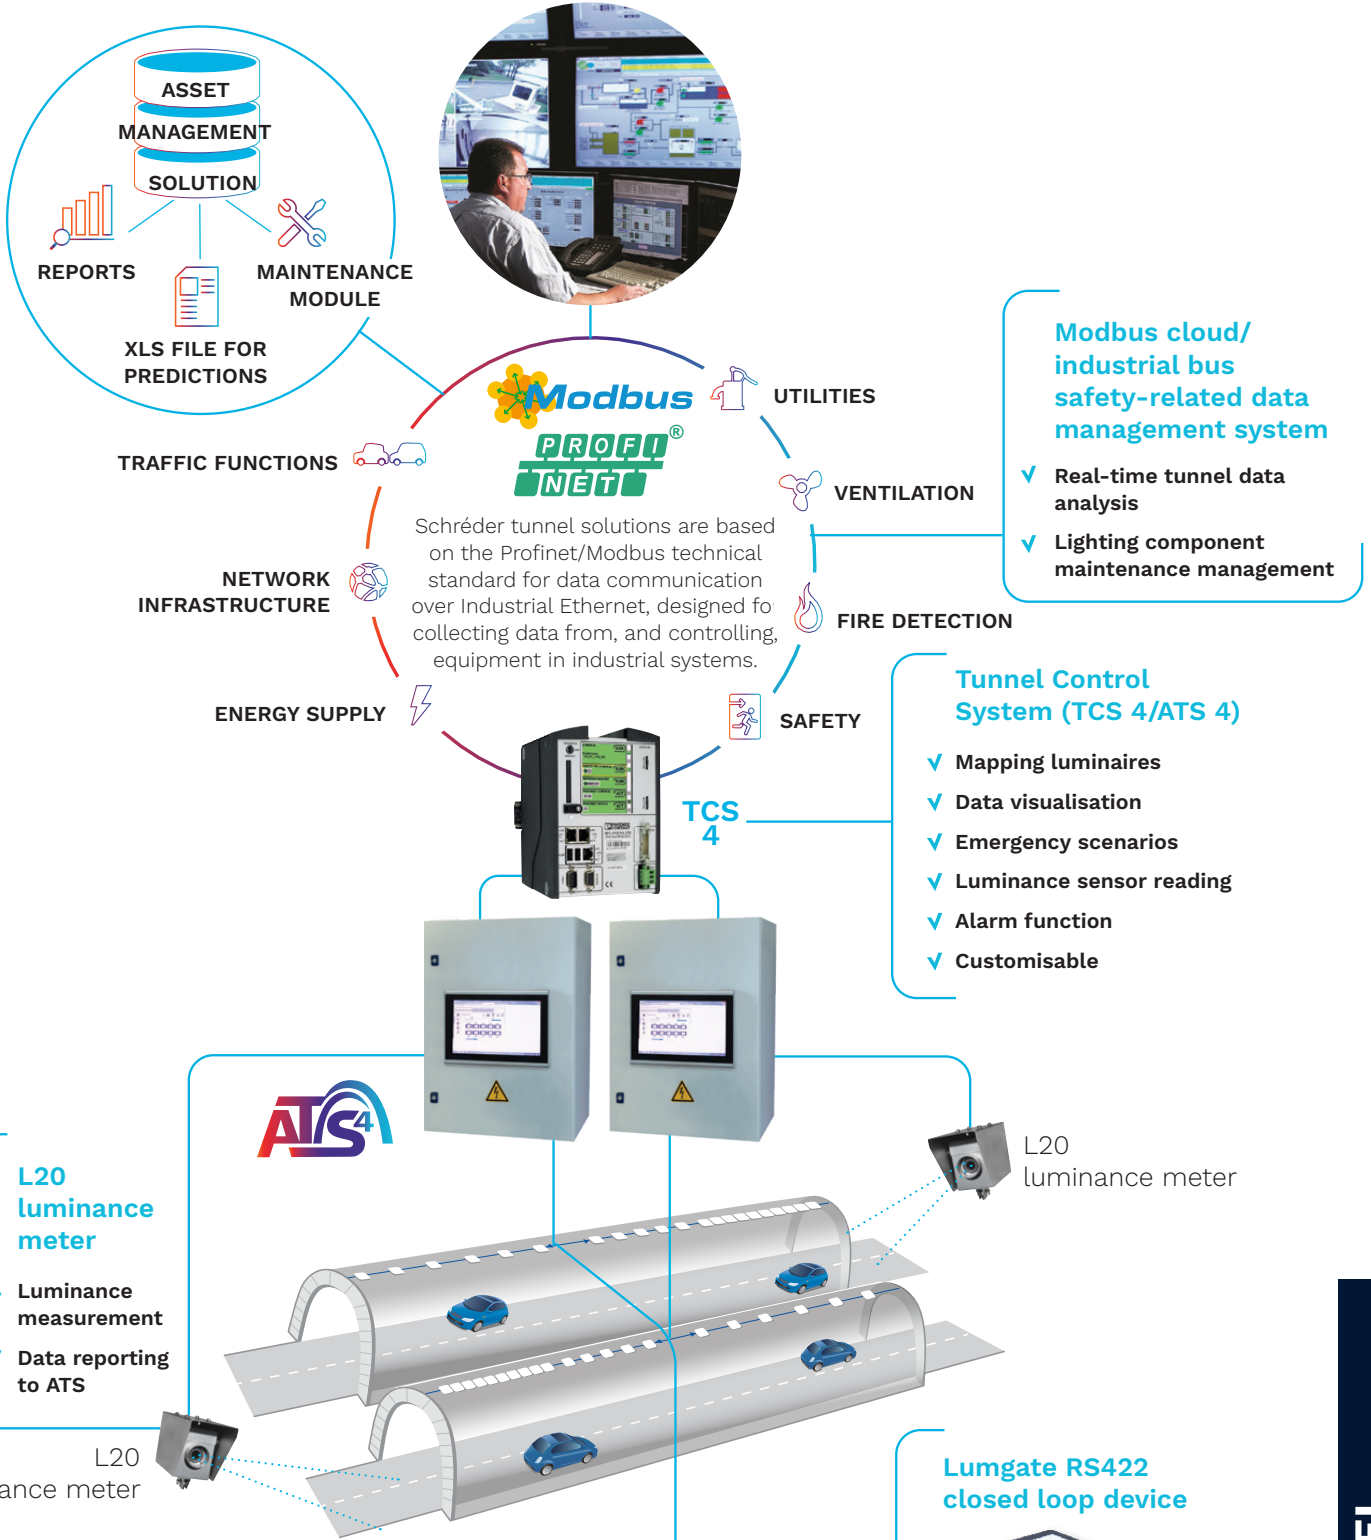 ASSET
MANAGEMENT
SOLUTION
REPORTS
MAINTENANCE
MODULE
XLS FILE FOR
PREDICTIONS
Modbus
PROFI®
NET
UTILITIES
TRAFFIC FUNCTIONS
VENTILATION
Schréder tunnel solutions are based
on the Profinet/Modbus technical
standard for data communication
over Industrial Ethernet, designed for
collecting data from, and controlling,
equipment in industrial systems.
NETWORK
INFRASTRUCTURE
FIRE DETECTION
ENERGY SUPPLY
SAFETY
Modbus cloud/
industrial bus
safety-related data
management system
Real-time tunnel data
analysis
Lighting component
maintenance management
Tunnel Control
System (TCS 4/ATS 4)
Mapping luminaires
Data visualisation
Emergency scenarios
Luminance sensor reading
Alarm function
Customisable
TCS
4
ATS4
L20
luminance meter
L20
luminance
meter
Luminance
measurement
Data reporting
to ATS
L20
ance meter
Lumgate RS422
closed loop device